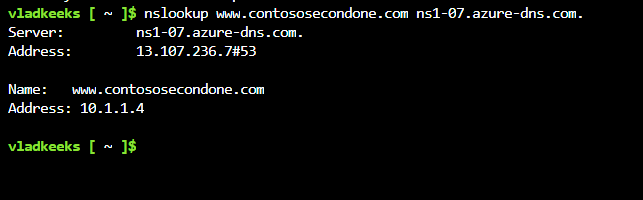 vladkeeks [ ~ ]$ nslookup www.contososecondone.com ns1-07.azure-dns.com.
Server:         ns1-07.azure-dns.com.
Address:        13.107.236.7#53

Name:   www.contososecondone.com
Address: 10.1.1.4

vladkeeks [ ~ ]$